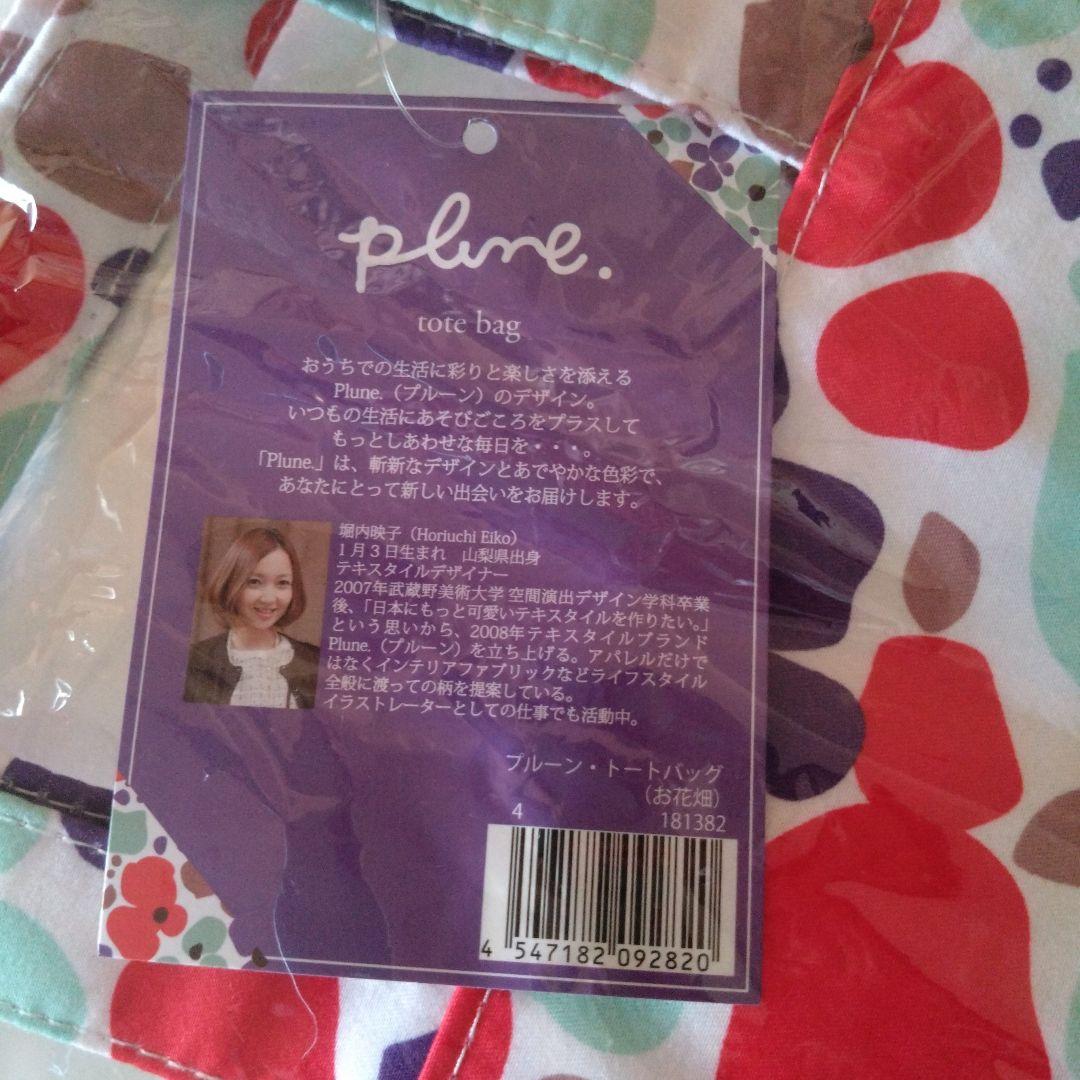 plune.
tote bag
おうちでの生活に彩りと楽しさを添える
Plune.（プルーン）のデザイン。
いつもの生活にあそびごころをプラスして
もっとしあわせな毎日を・・・。
「Plune.」は、斬新なデザインとあでやかな色彩で、
あなたにとって新しい出会いをお届けします。
堀内映子（Horiuchi Eiko）
1月3日生まれ　山梨県出身
テキスタイルデザイナー
2007年武蔵野美術大学 空間演出デザイン学科卒業
後、「日本にもっと可愛いテキスタイルを作りたい。」
という思いから、2008年テキスタイルブランド
Plune.（プルーン）を立ち上げる。アパレルだけで
はなくインテリアファブリックなどライフスタイル
全般に渡っての柄を提案している。
イラストレーターとしての仕事でも活動中。
プルーン・トートバッグ
（お花畑）
4 181382
4 547182 092820